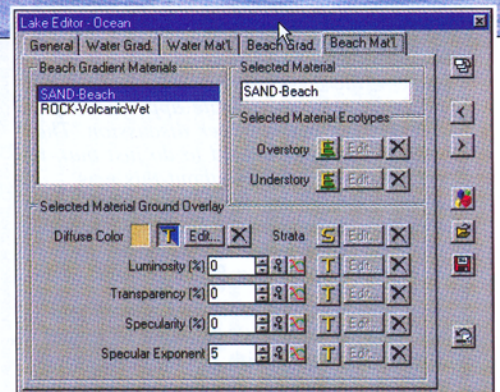 Lake Editor - Ocean
General Water Grad. Water Mat'l. Beach Grad. Beach Mat'l.
Beach Gradient Materials
SAND-Beach
ROCK-VolcanicWet
Selected Material
SAND-Beach
Selected Material Ecotypes
Overstory E Edit...
Understory E Edit...
Selected Material Ground Overlay
Diffuse Color T Edit... Strata S Edit...
Luminosity (%) 0 T Edit...
Transparency (%) 0 T Edit...
Specularity (%) 0 T Edit...
Specular Exponent 5 T Edit...